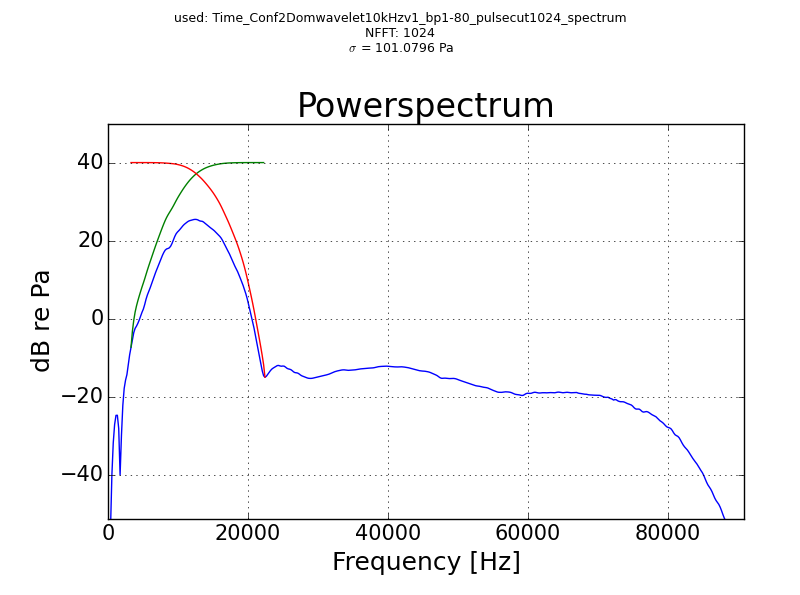 used: Time_Conf2Domwavelet10kHzv1_bp1-80_pulsecut1024_spectrum
NFFT: 1024
σ = 101.0796 Pa
Powerspectrum
40
20
0
−20
−40
dB re Pa
0 20000 40000 60000 80000
Frequency [Hz]